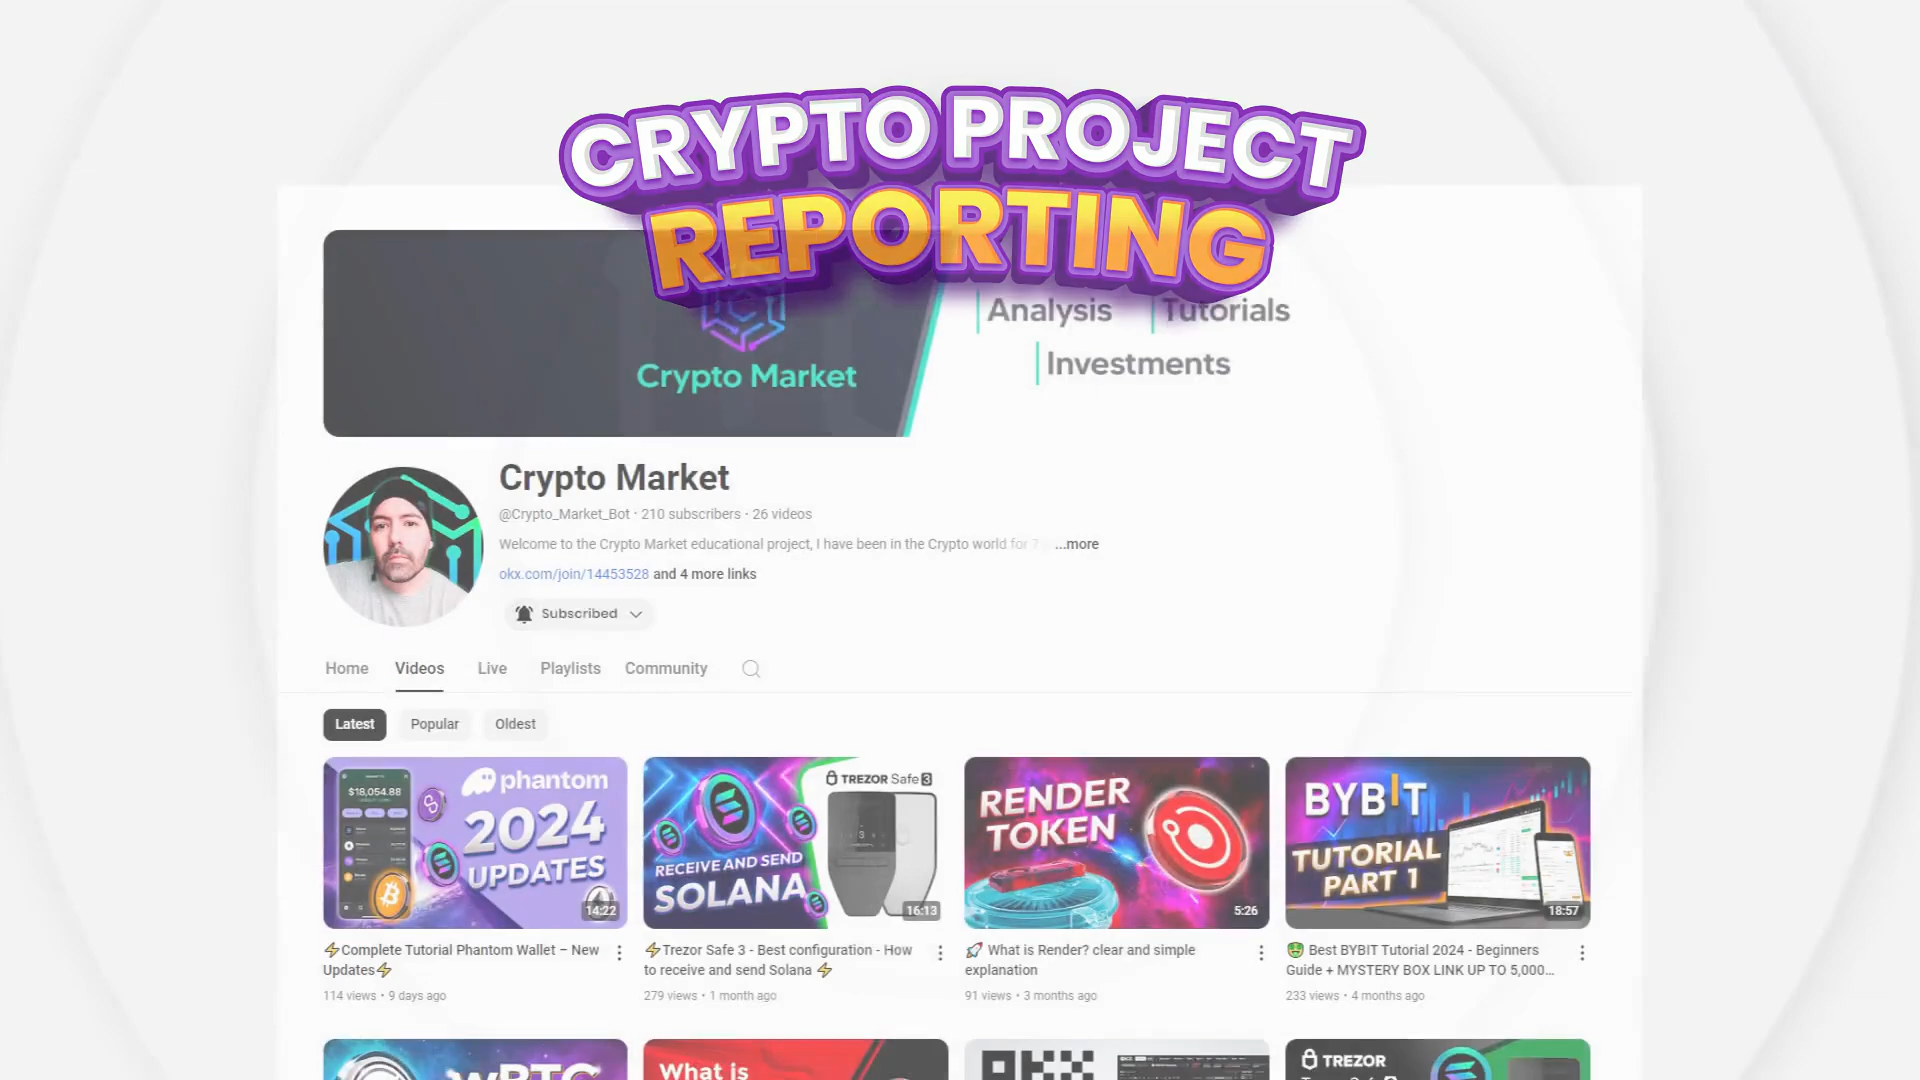 CRYPTO PROJECT
REPORTING
Analysis
Tutorials
Investments
Crypto Market
Crypto Market
@Crypto_Market_Bot · 210 subscribers · 26 videos
Welcome to the Crypto Market educational project, I have been in the Crypto world for 7 ...more
okx.com/join/14453528 and 4 more links
Subscribed
Home Videos Live Playlists Community
Latest Popular Oldest
$18,054.88
phantom
2024
UPDATES
14:22
TREZOR Safe 3
RECEIVE AND SEND
SOLANA
16:13
RENDER
TOKEN
5:26
BYBIT
TUTORIAL
PART 1
18:57
⚡Complete Tutorial Phantom Wallet – New
Updates⚡
114 views • 9 days ago
⚡Trezor Safe 3 - Best configuration - How
to receive and send Solana ⚡
279 views • 1 month ago
🚀 What is Render? clear and simple
explanation
91 views • 3 months ago
🤑 Best BYBIT Tutorial 2024 - Beginners
Guide + MYSTERY BOX LINK UP TO 5,000...
233 views • 4 months ago
wBTC
What is
OKX
TREZOR